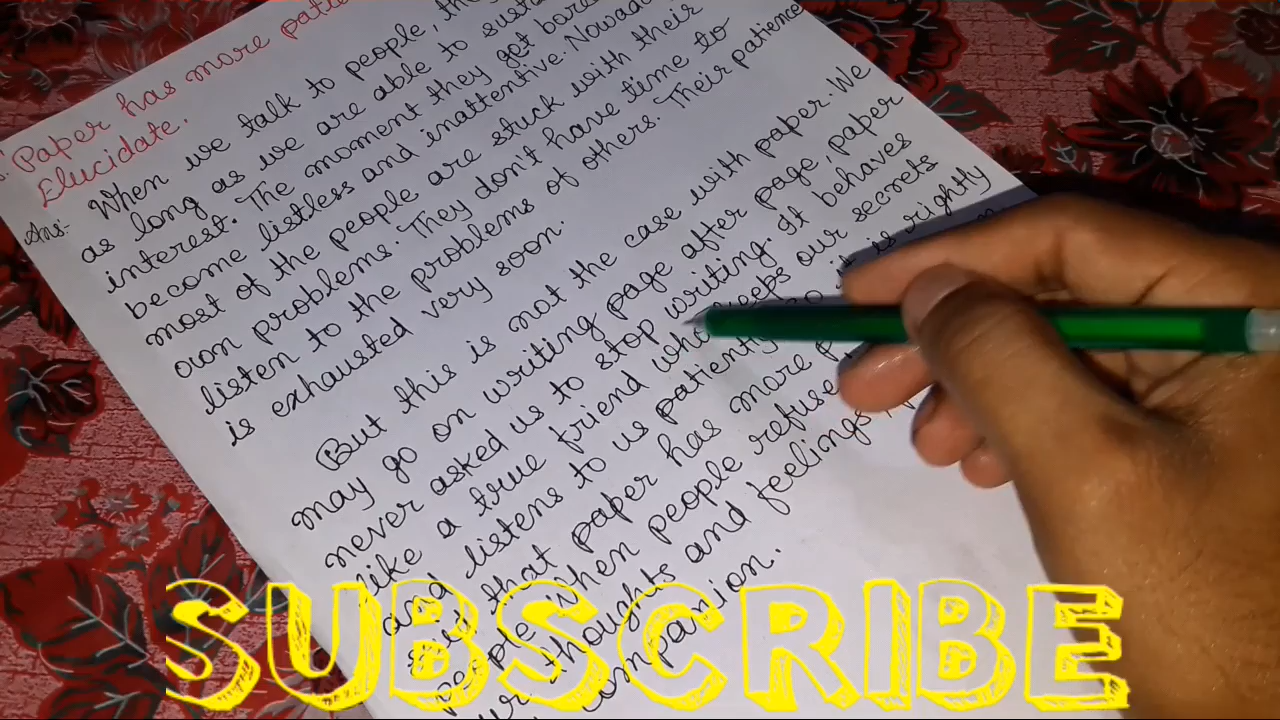 "Paper has more
Elucidate.
Ans:- When we talk to people,
as long as we are able to
interest. The moment they get bore
become listless and inattentive.
most of the people are stuck with their
own problems. They don't have time to
listen to the problems of others. Their patience
is exhausted very soon.
But this is not the case with paper. We
may go on writing page after page, paper
never asked us to stop writing. It behaves
like a true friend who keeps our secrets
and listens to us patiently. So it is rightly
that paper has more
people. When people refuse
thoughts and feelings
companion.
SUBSCRIBE